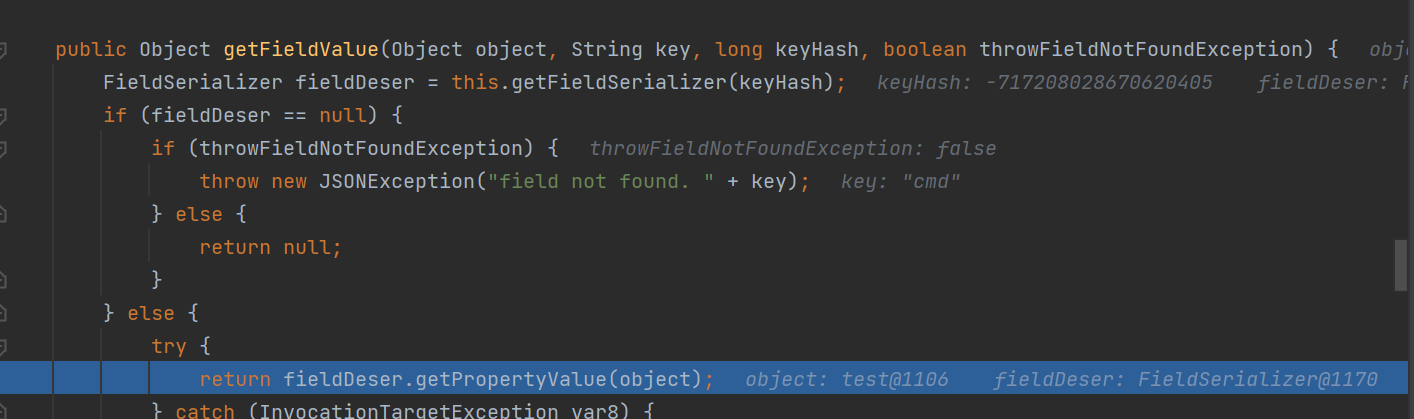 public Object getFieldValue(Object object, String key, long keyHash, boolean throwFieldNotFoundException) { obje
FieldSerializer fieldDeser = this.getFieldSerializer(keyHash); keyHash: -717208028670620405 fieldDeser: F
if (fieldDeser == null) {
if (throwFieldNotFoundException) { throwFieldNotFoundException: false
throw new JSONException("field not found. " + key); key: "cmd"
} else {
return null;
}
} else {
try {
return fieldDeser.getPropertyValue(object); object: test@1106 fieldDeser: FieldSerializer@1170
} catch (InvocationTargetException var8) {